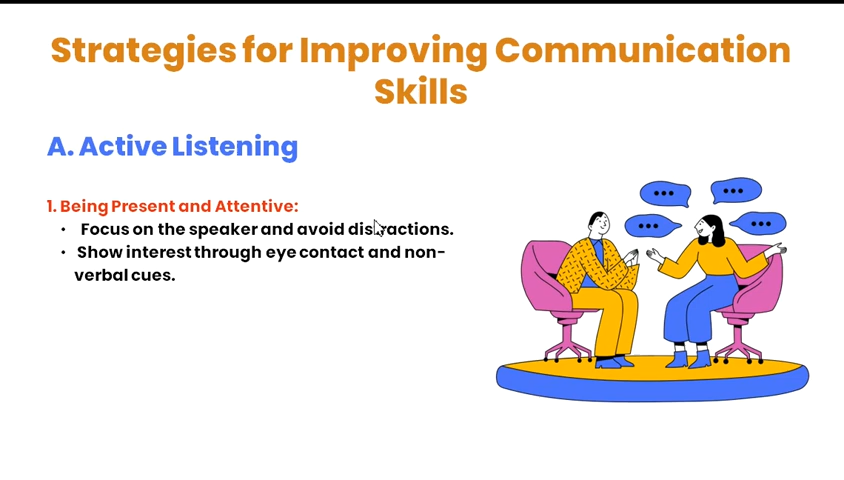 Strategies for Improving Communication
Skills
A. Active Listening
1. Being Present and Attentive:
• Focus on the speaker and avoid distractions.
• Show interest through eye contact and non-
verbal cues.